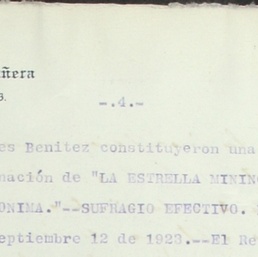 ñera
-.4.-
es Benitez constituyeron una
nación de "LA ESTRELLA MINING
ONIMA."--SUFRAGIO EFECTIVO.
eptiembre 12 de 1923.--El Re